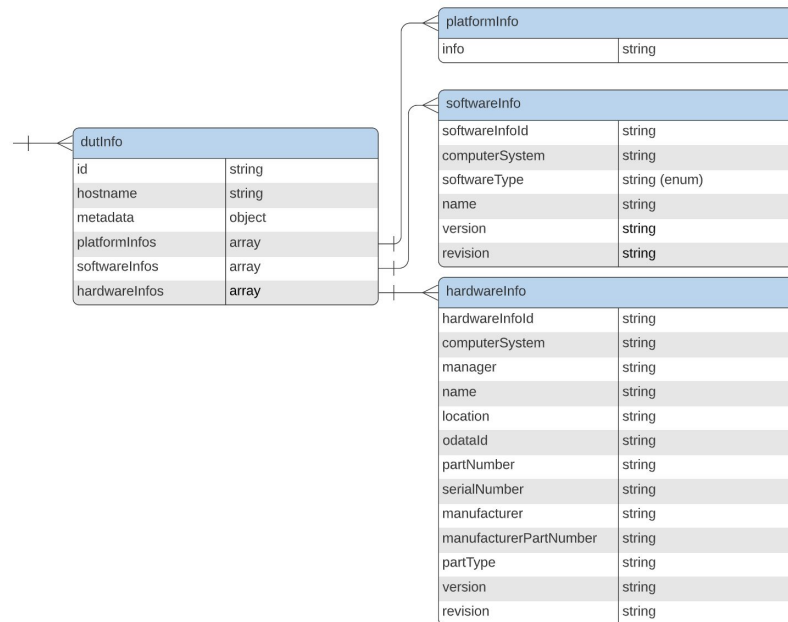 platformInfo
info string
softwareInfo
softwareInfoId string
computerSystem string
softwareType string (enum)
name string
version string
revision string
dutInfo
id string
hostname string
metadata object
platformInfos array
softwareInfos array
hardwareInfos array
hardwareInfo
hardwareInfoId string
computerSystem string
manager string
name string
location string
odataId string
partNumber string
serialNumber string
manufacturer string
manufacturerPartNumber string
partType string
version string
revision string